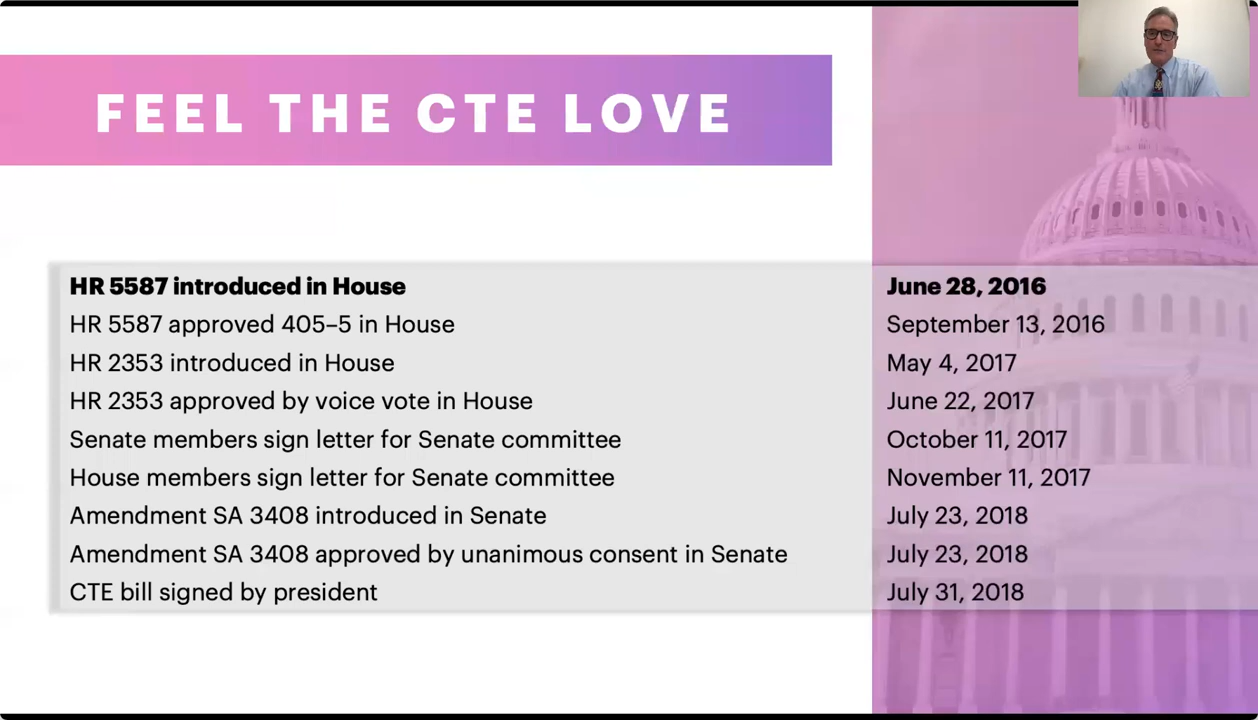 FEEL THE CTE LOVE
HR 5587 introduced in House June 28, 2016
HR 5587 approved 405–5 in House September 13, 2016
HR 2353 introduced in House May 4, 2017
HR 2353 approved by voice vote in House June 22, 2017
Senate members sign letter for Senate committee October 11, 2017
House members sign letter for Senate committee November 11, 2017
Amendment SA 3408 introduced in Senate July 23, 2018
Amendment SA 3408 approved by unanimous consent in Senate July 23, 2018
CTE bill signed by president July 31, 2018